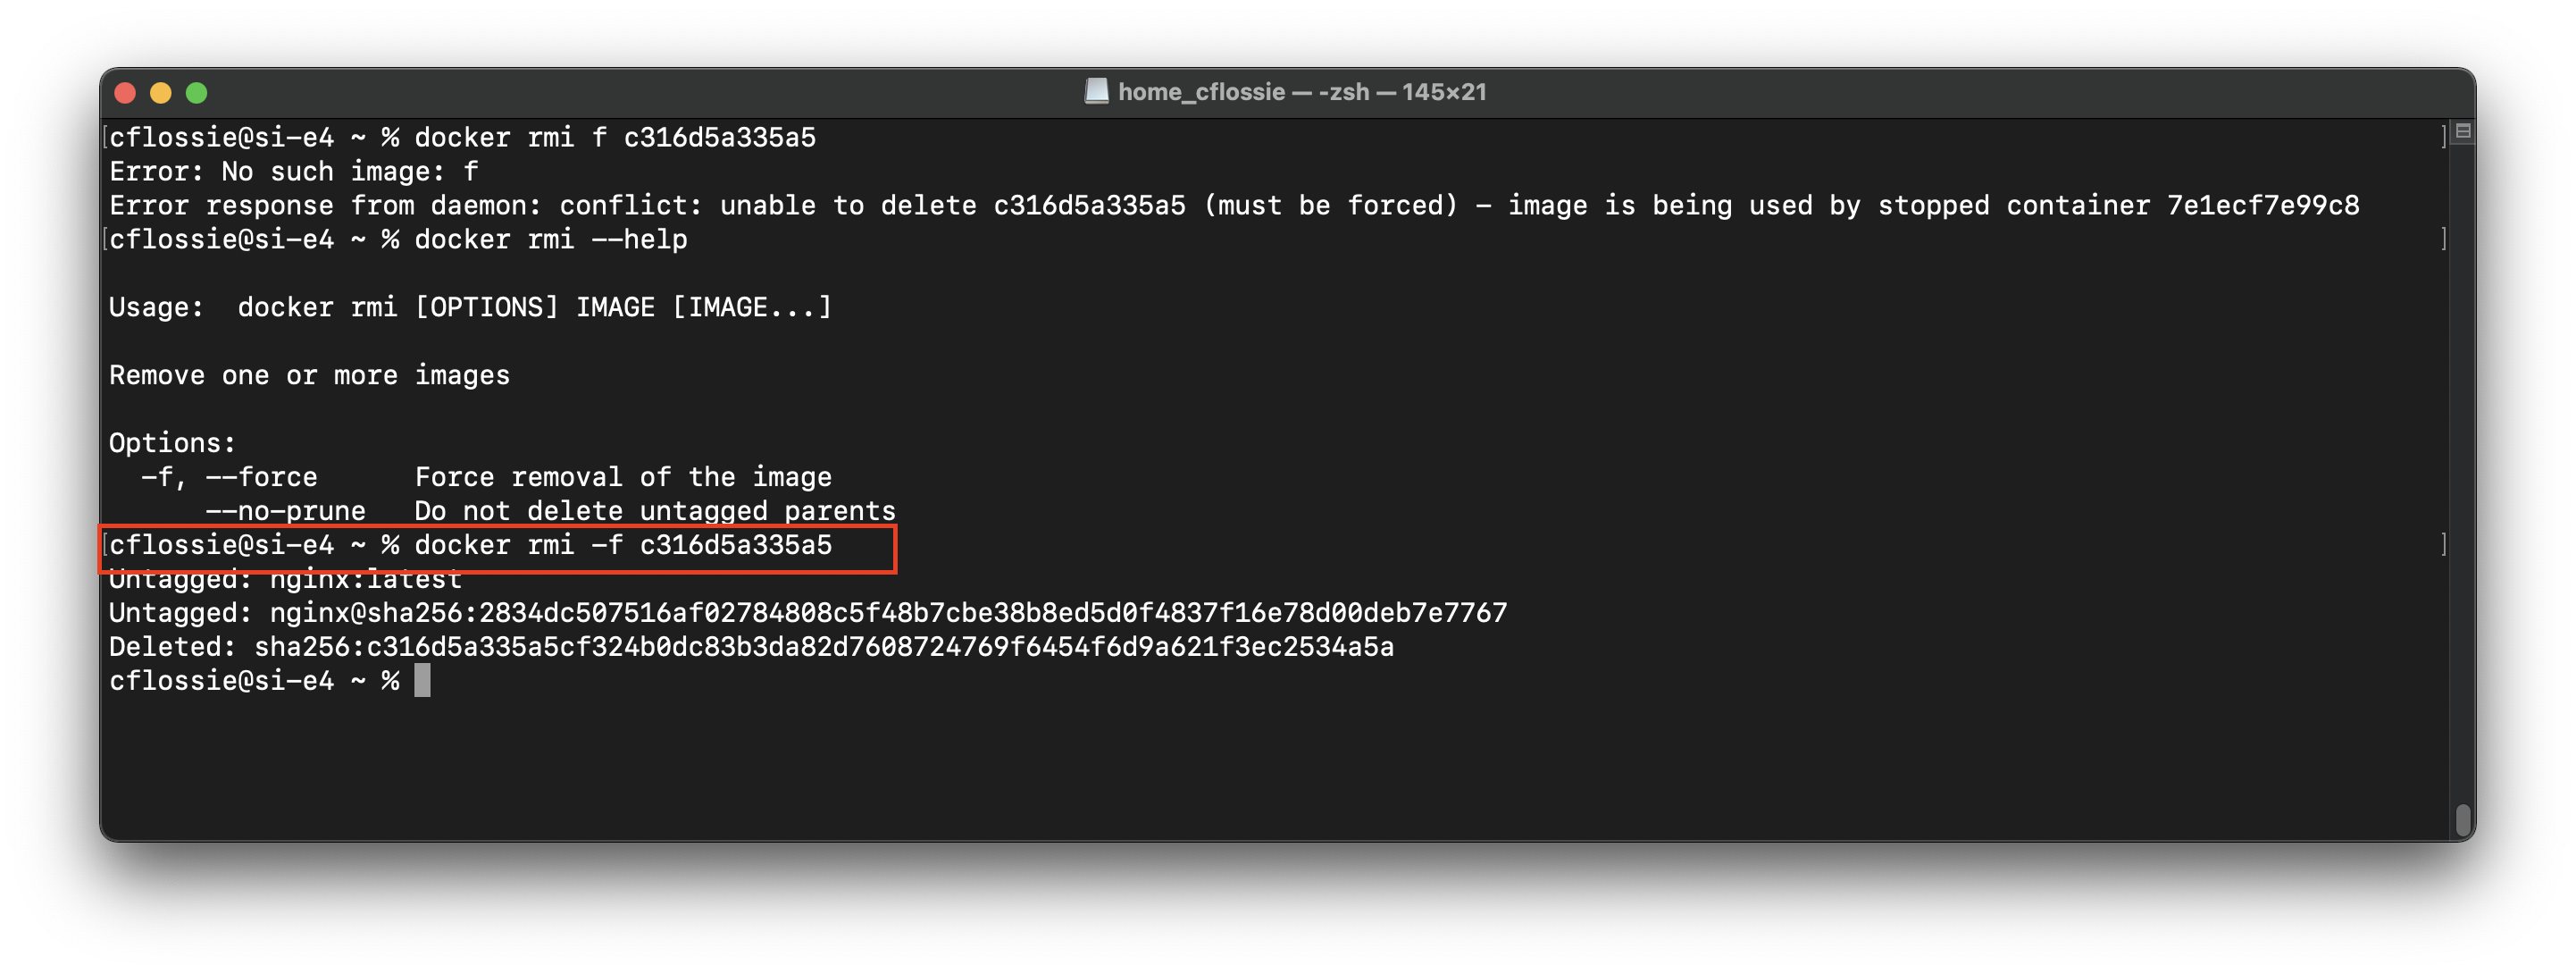 home_cflossie — -zsh — 145×21
[cflossie@si-e4 ~ % docker rmi f c316d5a335a5 ]
Error: No such image: f
Error response from daemon: conflict: unable to delete c316d5a335a5 (must be forced) - image is being used by stopped container 7e1ecf7e99c8
[cflossie@si-e4 ~ % docker rmi --help ]
Usage:  docker rmi [OPTIONS] IMAGE [IMAGE...]
Remove one or more images
Options:
  -f, --force      Force removal of the image
      --no-prune   Do not delete untagged parents
[cflossie@si-e4 ~ % docker rmi -f c316d5a335a5 ]
Untagged: nginx:latest
Untagged: nginx@sha256:2834dc507516af02784808c5f48b7cbe38b8ed5d0f4837f16e78d00deb7e7767
Deleted: sha256:c316d5a335a5cf324b0dc83b3da82d7608724769f6454f6d9a621f3ec2534a5a
cflossie@si-e4 ~ %